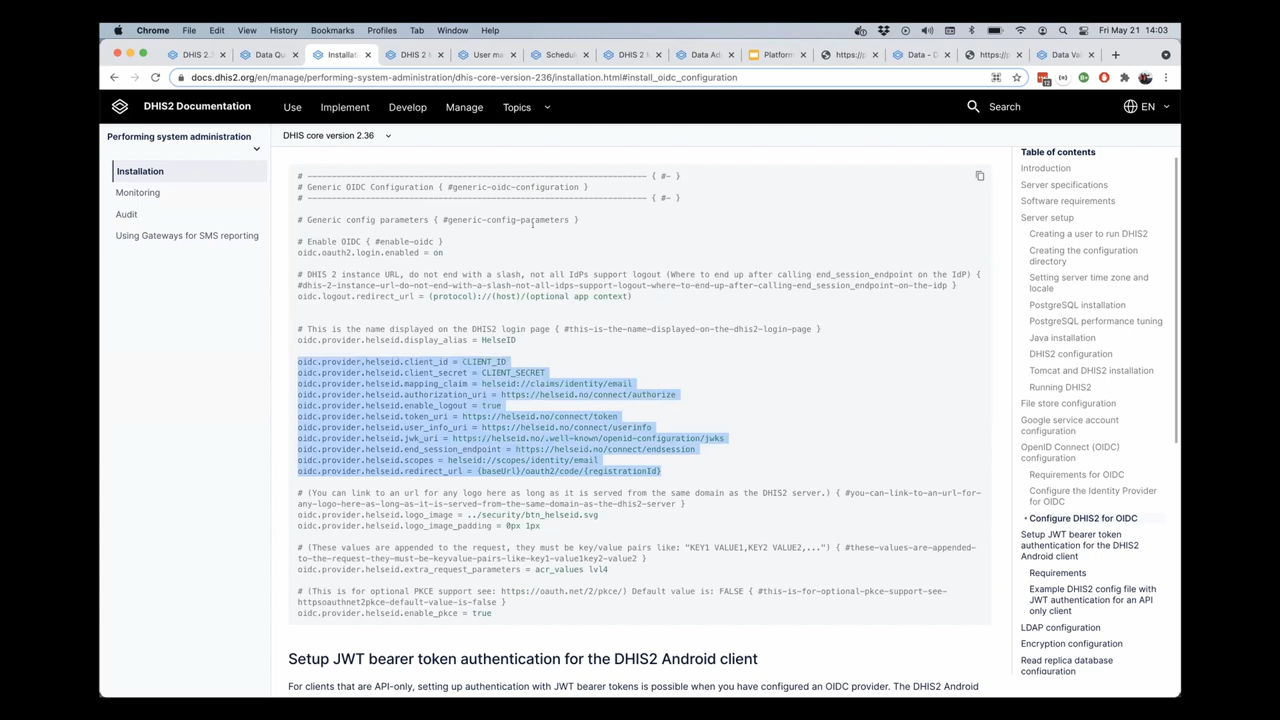 Chrome File Edit View History Bookmarks Profiles Tab Window Help Fri May 21 14:03
DHIS 2. Data Qu Installati DHIS 2 M User ma Schedul DHIS 2 M Data Ad Platform https://p Data - D https://p Data Val
docs.dhis2.org/en/manage/performing-system-administration/dhis-core-version-236/installation.html#install_oidc_configuration
DHIS2 Documentation Use Implement Develop Manage Topics Search EN
Performing system administration
Installation
Monitoring
Audit
Using Gateways for SMS reporting
DHIS core version 2.36
# ---------------------------------------------------------------------- { #- }
# Generic OIDC Configuration { #generic-oidc-configuration }
# ---------------------------------------------------------------------- { #- }
# Generic config parameters { #generic-config-parameters }
# Enable OIDC { #enable-oidc }
oidc.oauth2.login.enabled = on
# DHIS 2 instance URL, do not end with a slash, not all IdPs support logout (Where to end up after calling end_session_endpoint on the IdP) {
#dhis-2-instance-url-do-not-end-with-a-slash-not-all-idps-support-logout-where-to-end-up-after-calling-end_session_endpoint-on-the-idp }
oidc.logout.redirect_url = (protocol)://(host)/(optional app context)
# This is the name displayed on the DHIS2 login page { #this-is-the-name-displayed-on-the-dhis2-login-page }
oidc.provider.helseid.display_alias = HelseID
oidc.provider.helseid.client_id = CLIENT_ID
oidc.provider.helseid.client_secret = CLIENT_SECRET
oidc.provider.helseid.mapping_claim = helseid://claims/identity/email
oidc.provider.helseid.authorization_uri = https://helseid.no/connect/authorize
oidc.provider.helseid.enable_logout = true
oidc.provider.helseid.token_uri = https://helseid.no/connect/token
oidc.provider.helseid.user_info_uri = https://helseid.no/connect/userinfo
oidc.provider.helseid.jwk_uri = https://helseid.no/.well-known/openid-configuration/jwks
oidc.provider.helseid.end_session_endpoint = https://helseid.no/connect/endsession
oidc.provider.helseid.scopes = helseid://scopes/identity/email
oidc.provider.helseid.redirect_url = {baseUrl}/oauth2/code/{registrationId}
# (You can link to an url for any logo here as long as it is served from the same domain as the DHIS2 server.) { #you-can-link-to-an-url-for-
any-logo-here-as-long-as-it-is-served-from-the-same-domain-as-the-dhis2-server }
oidc.provider.helseid.logo_image = ../security/btn_helseid.svg
oidc.provider.helseid.logo_image_padding = 0px 1px
# (These values are appended to the request, they must be key/value pairs like: "KEY1 VALUE1,KEY2 VALUE2,...") { #these-values-are-appended-
to-the-request-they-must-be-keyvalue-pairs-like-key1-value1key2-value2 }
oidc.provider.helseid.extra_request_parameters = acr_values lvl4
# (This is for optional PKCE support see: https://oauth.net/2/pkce/) Default value is: FALSE { #this-is-for-optional-pkce-support-see-
httpsoauthnet2pkce-default-value-is-false }
oidc.provider.helseid.enable_pkce = true
Setup JWT bearer token authentication for the DHIS2 Android client
For clients that are API-only, setting up authentication with JWT bearer tokens is possible when you have configured an OIDC provider. The DHIS2 Android
Table of contents
Introduction
Server specifications
Software requirements
Server setup
Creating a user to run DHIS2
Creating the configuration
directory
Setting server time zone and
locale
PostgreSQL installation
PostgreSQL performance tuning
Java installation
DHIS2 configuration
Tomcat and DHIS2 installation
Running DHIS2
File store configuration
Google service account
configuration
OpenID Connect (OIDC)
configuration
Requirements for OIDC
Configure the Identity Provider
for OIDC
• Configure DHIS2 for OIDC
Setup JWT bearer token
authentication for the DHIS2
Android client
Requirements
Example DHIS2 config file with
JWT authentication for an API
only client
LDAP configuration
Encryption configuration
Read replica database
configuration